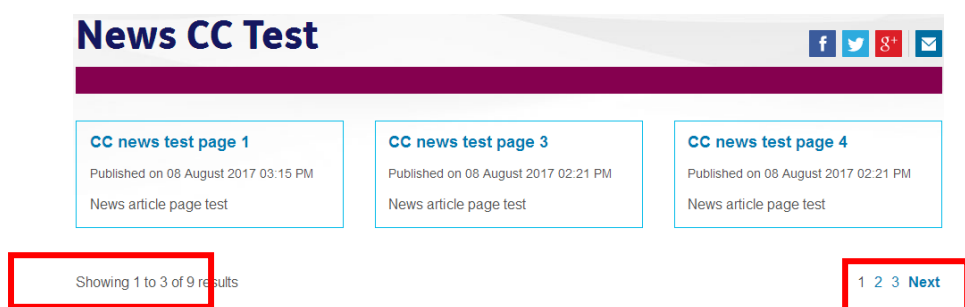 News CC Test
f g+
CC news test page 1
Published on 08 August 2017 03:15 PM
News article page test
CC news test page 3
Published on 08 August 2017 02:21 PM
News article page test
CC news test page 4
Published on 08 August 2017 02:21 PM
News article page test
Showing 1 to 3 of 9 results
1 2 3 Next